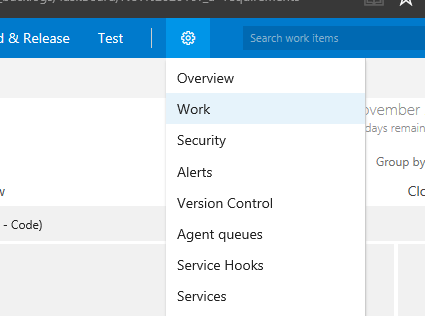 d & Release Test Search work items
Overview
Work
ovember
Security
days remain
Group by
Alerts
Clo
Version Control
- Code)
Agent queues
Service Hooks
Services